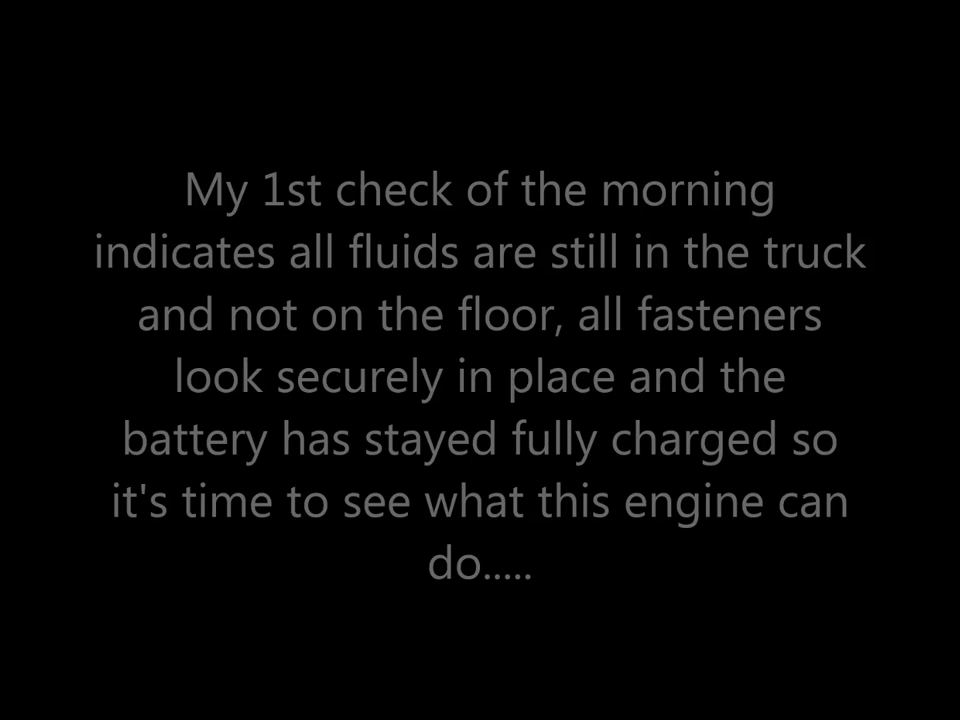 My 1st check of the morning
indicates all fluids are still in the truck
and not on the floor, all fasteners
look securely in place and the
battery has stayed fully charged so
it's time to see what this engine can
do.....